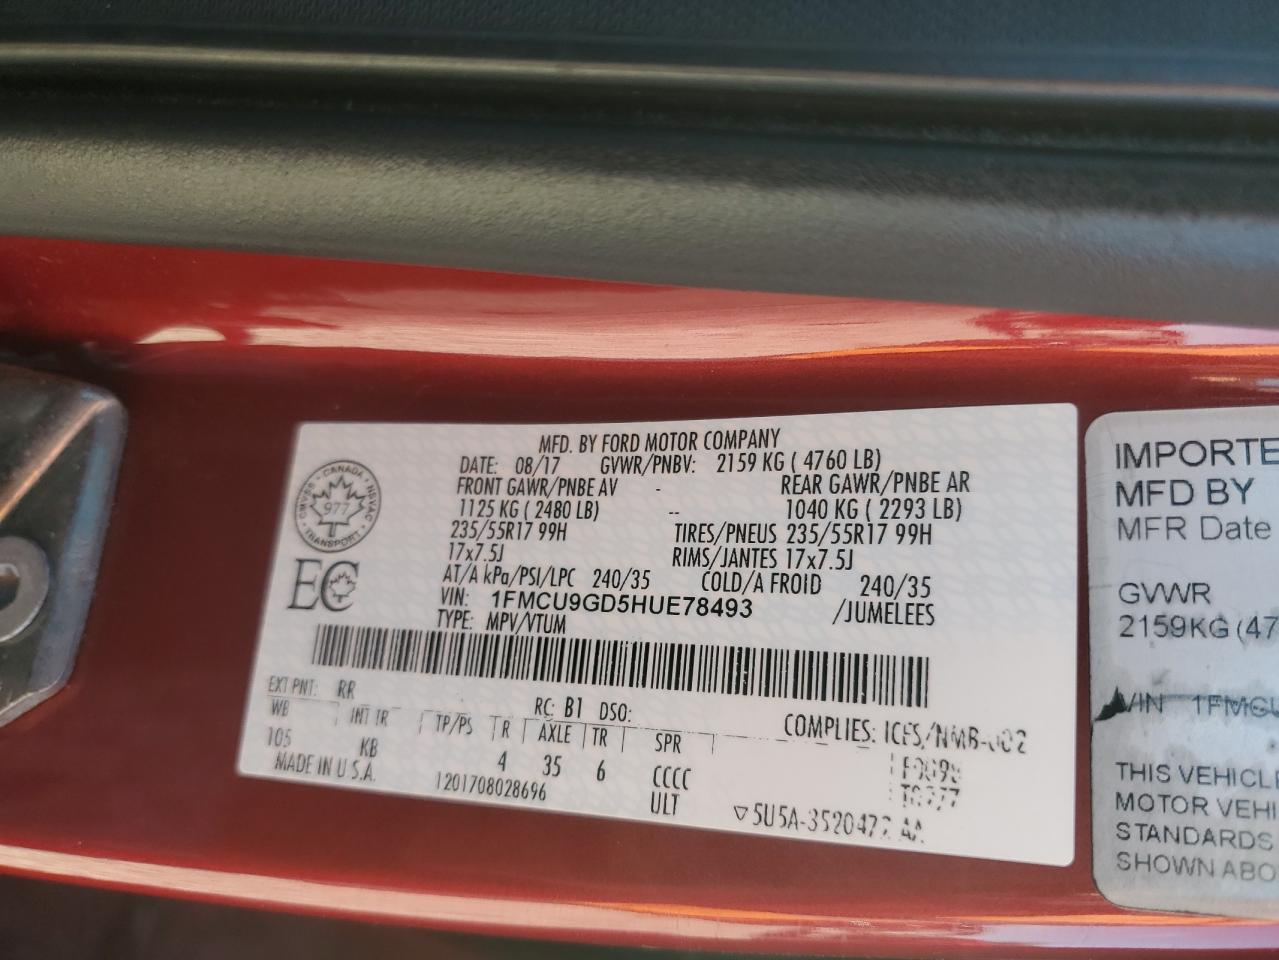 MFD. BY FORD MOTOR COMPANY
DATE: 08/17 GVWR/PNBV: 2159 KG ( 4760 LB)
FRONT GAWR/PNBE AV - REAR GAWR/PNBE AR
1125 KG ( 2480 LB) -- 1040 KG ( 2293 LB)
235/55R17 99H TIRES/PNEUS 235/55R17 99H
17x7.5J RIMS/JANTES 17x7.5J
AT/A kPa/PSI/LPC 240/35 COLD/A FROID 240/35
VIN: 1FMCU9GD5HUE78493 /JUMELEES
TYPE: MPV/VTUM
CANADA
CMVSS NSVAC
977
TRANSPORT
EC
EXT PNT: RR RC: B1 DSO:
WB INT TR TP/PS R AXLE TR SPR
105 KB 4 35 6 CCCC
MADE IN U.S.A. 1201708028696 ULT
COMPLIES: ICES/NMB-002
▽5U5A-3520472 AA
IMPORTE
MFD BY
MFR Date
GVWR
2159KG (47
VIN 1FMCU
THIS VEHICLE
MOTOR VEHI
STANDARDS
SHOWN ABO